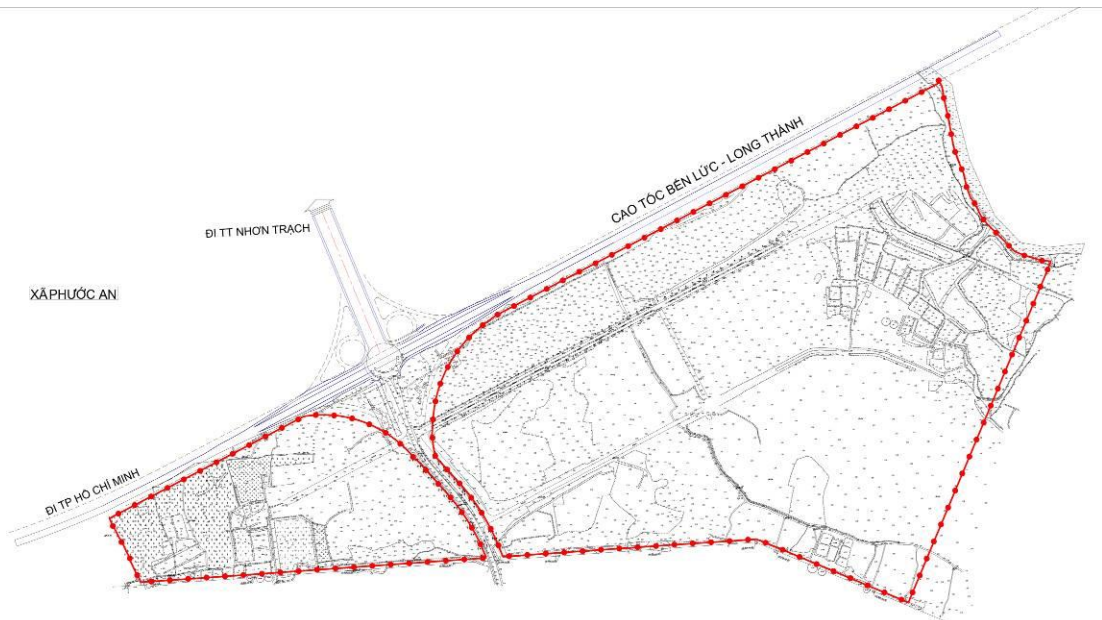 CAO TỐC BẾN LỨC - LONG THÀNH
ĐI TT NHƠN TRẠCH
XÃ PHƯỚC AN
ĐI TP HỒ CHÍ MINH